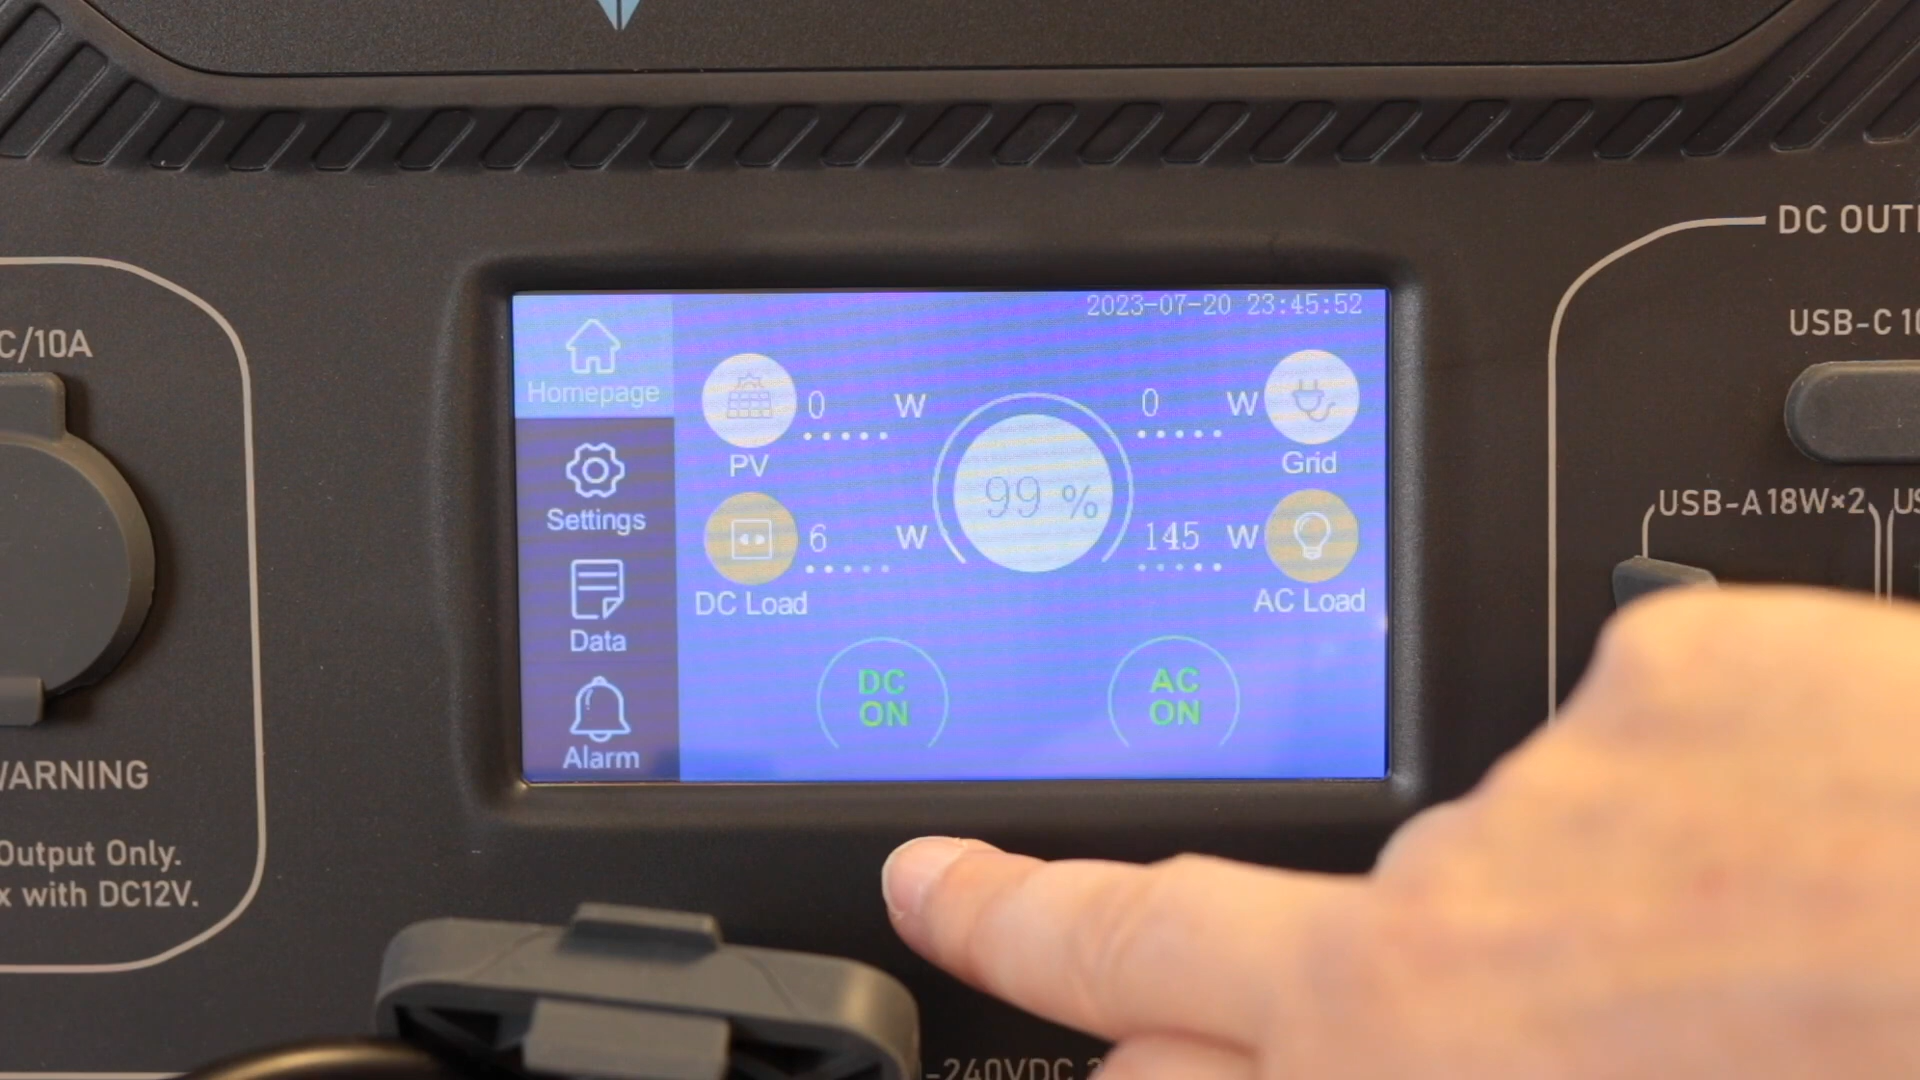 2023-07-20 23:45:52
Homepage
Settings
Data
Alarm
0 W
PV
6 W
DC Load
99 %
0 W
Grid
145 W
AC Load
DC
ON
AC
ON
C/10A
WARNING
Output Only.
x with DC12V.
DC OUT
USB-C 10
USB-A 18W×2
US
-240VDC